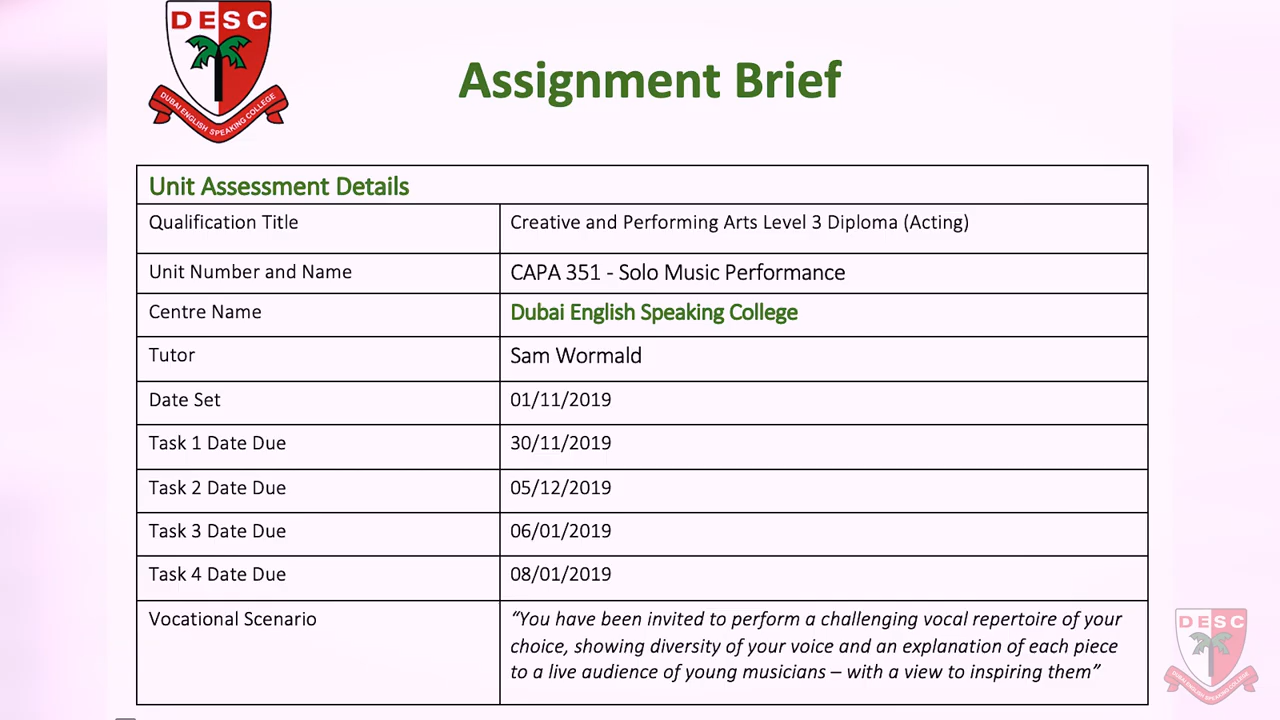 DESC
DUBAI ENGLISH SPEAKING COLLEGE
Assignment Brief
Unit Assessment Details
Qualification Title
Creative and Performing Arts Level 3 Diploma (Acting)
Unit Number and Name
CAPA 351 - Solo Music Performance
Centre Name
Dubai English Speaking College
Tutor
Sam Wormald
Date Set
01/11/2019
Task 1 Date Due
30/11/2019
Task 2 Date Due
05/12/2019
Task 3 Date Due
06/01/2019
Task 4 Date Due
08/01/2019
Vocational Scenario
“You have been invited to perform a challenging vocal repertoire of your
choice, showing diversity of your voice and an explanation of each piece
to a live audience of young musicians – with a view to inspiring them”
DESC
DUBAI ENGLISH SPEAKING COLLEGE